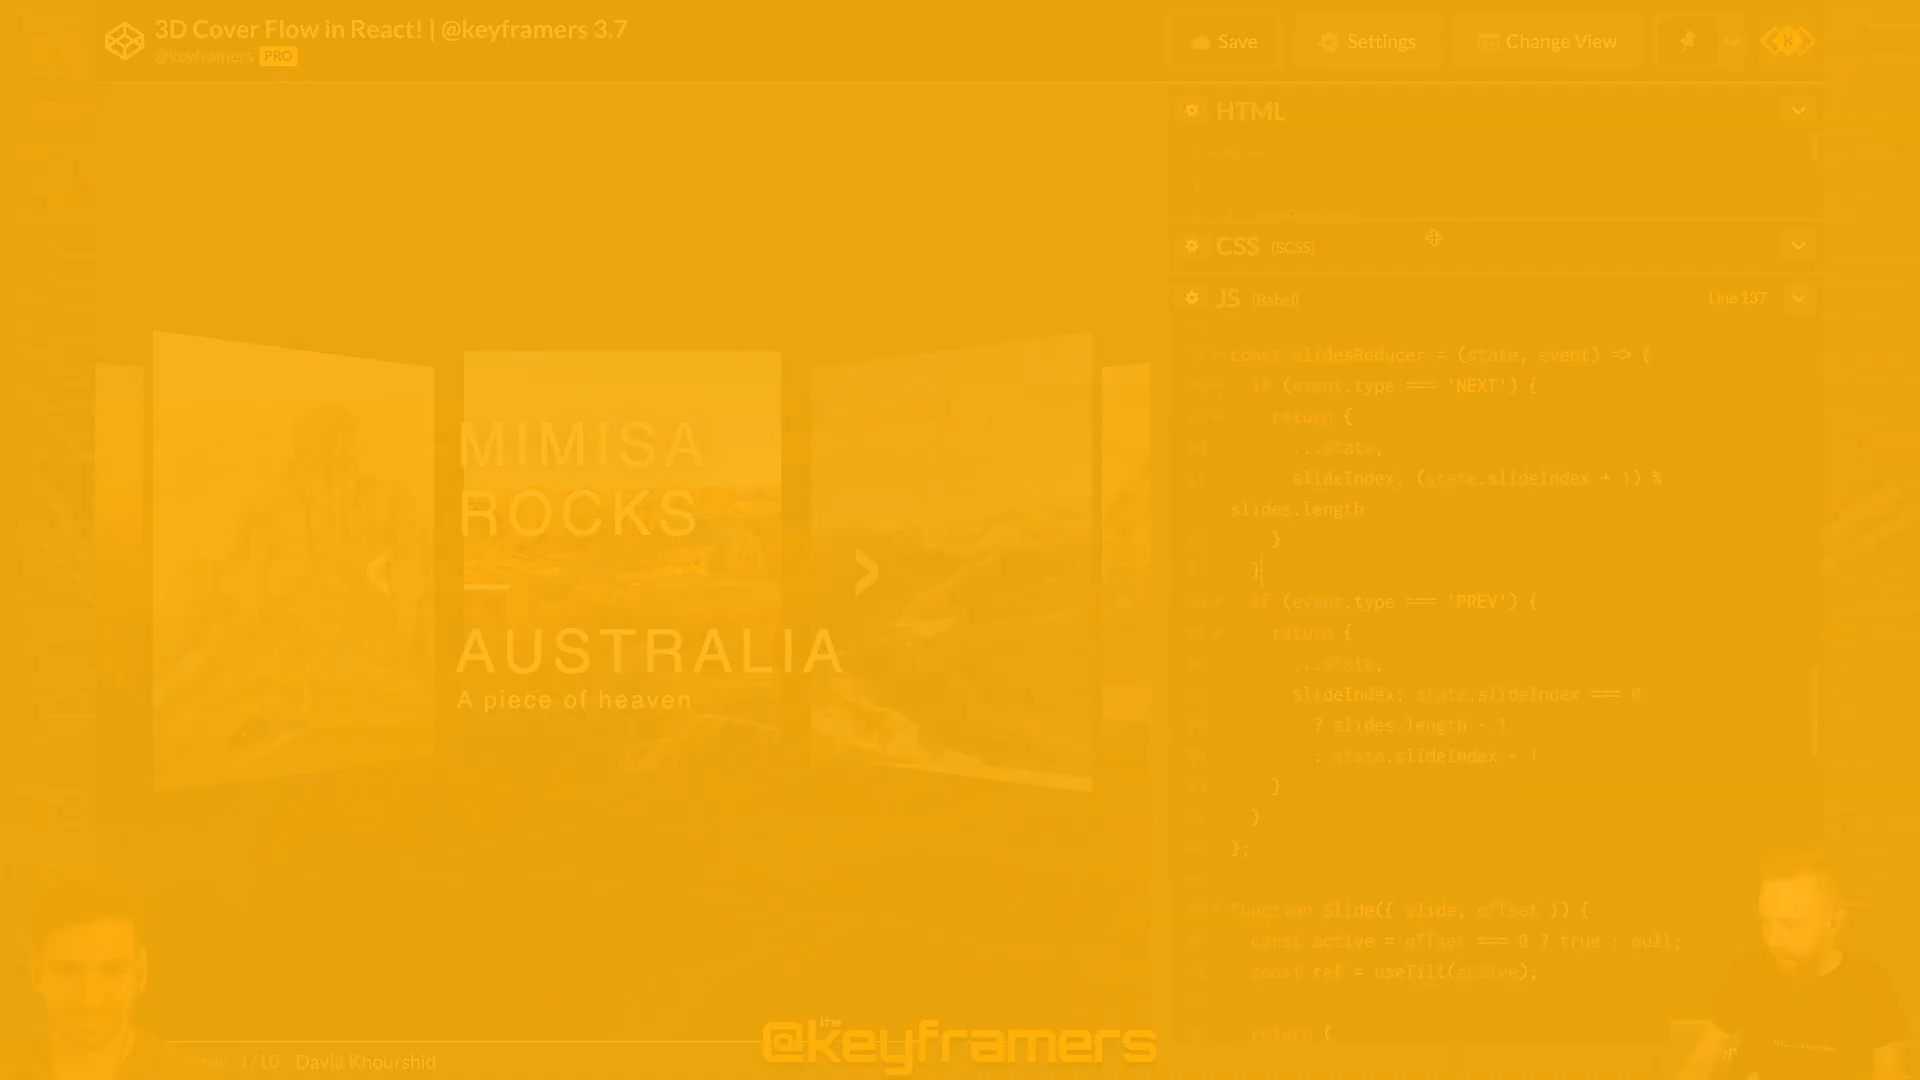 3D Cover Flow in React! | @keyframers 3.7
@keyframers PRO
Save
Settings
Change View
HTML
CSS (SCSS)
JS (Babel)
Line 137
MIMISA
ROCKS
AUSTRALIA
A piece of heaven
const slidesReducer = (state, event) => {
if (event.type === 'NEXT') {
return {
...state,
slideIndex: (state.slideIndex + 1) %
slides.length
}
}
if (event.type === 'PREV') {
return {
...state,
slideIndex: state.slideIndex === 0
? slides.length - 1
: state.slideIndex - 1
}
}
};
function Slide({ slide, offset }) {
const active = offset === 0 ? true : null;
const ref = useTilt(active);
return (
1/10 - David Khourshid
the
@keyframers